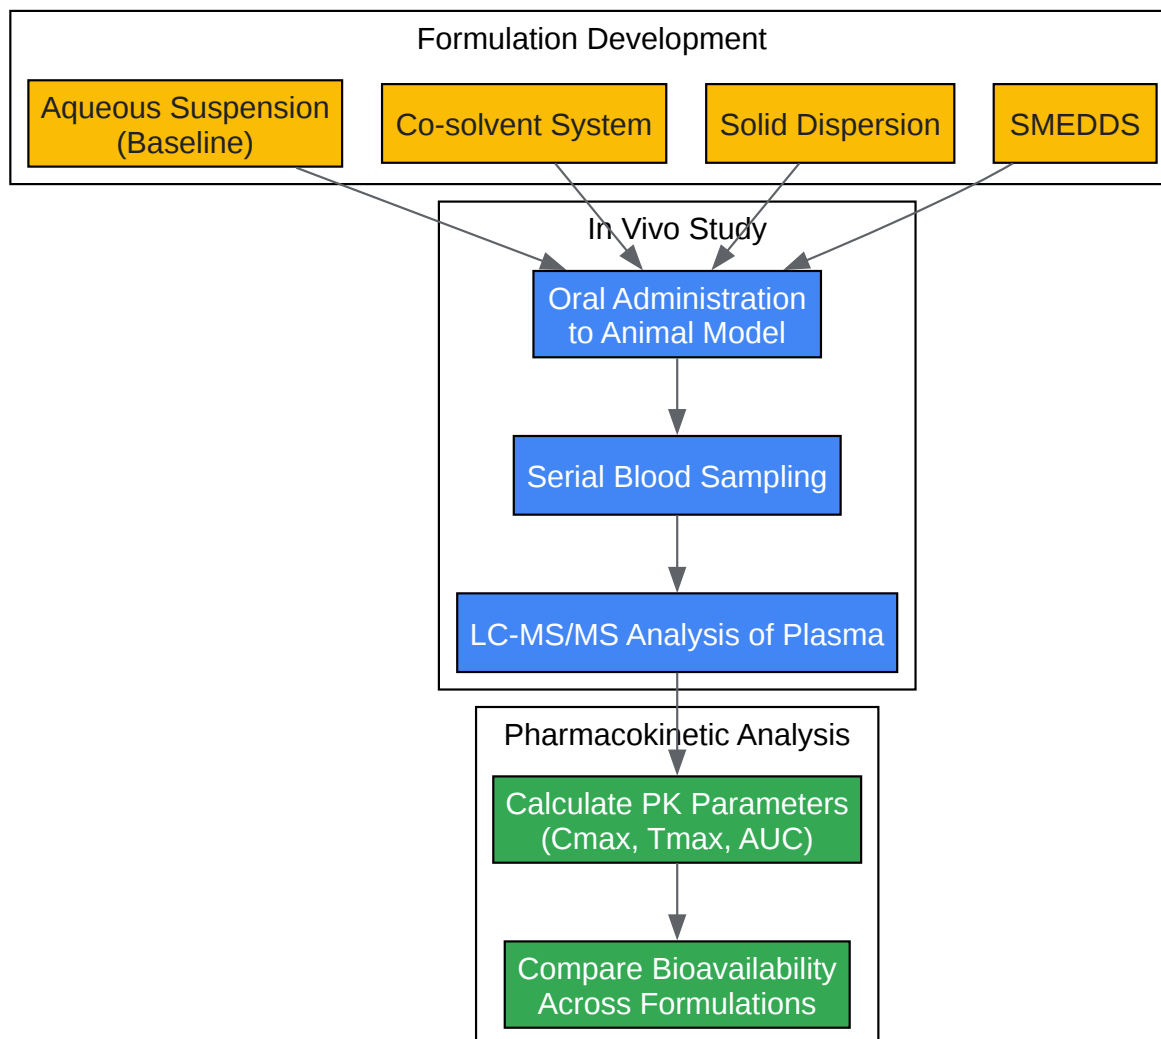 Formulation Development
Aqueous Suspension
(Baseline)
Co-solvent System
Solid Dispersion
SMEDDS
In Vivo Study
Oral Administration
to Animal Model
Serial Blood Sampling
LC-MS/MS Analysis of Plasma
Pharmacokinetic Analysis
Calculate PK Parameters
(Cmax, Tmax, AUC)
Compare Bioavailability
Across Formulations